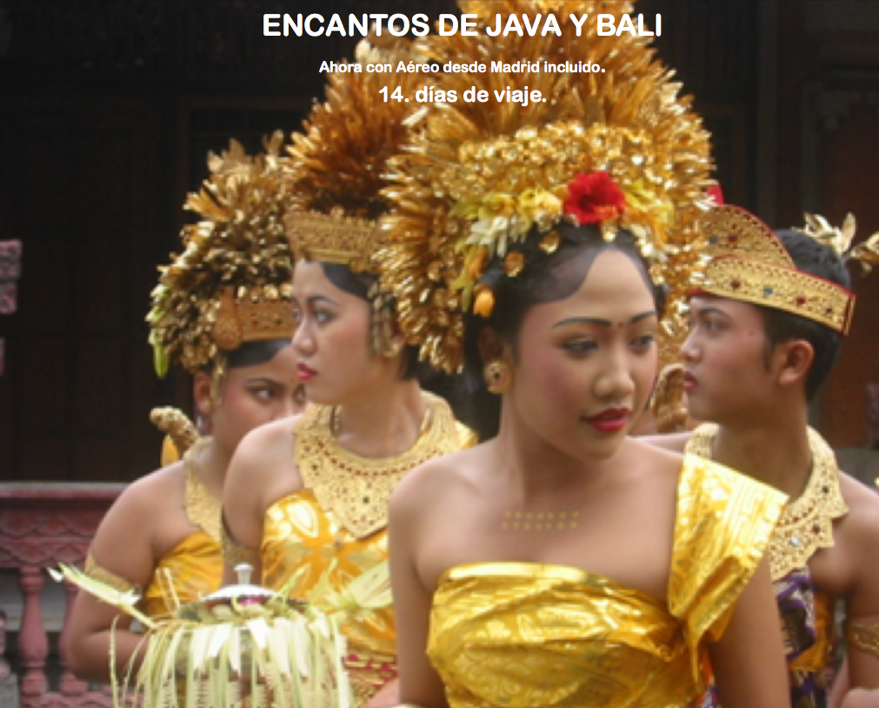 ENCANTOS DE JAVA Y BALI
Ahora con Aéreo desde Madrid incluido.
14. días de viaje.